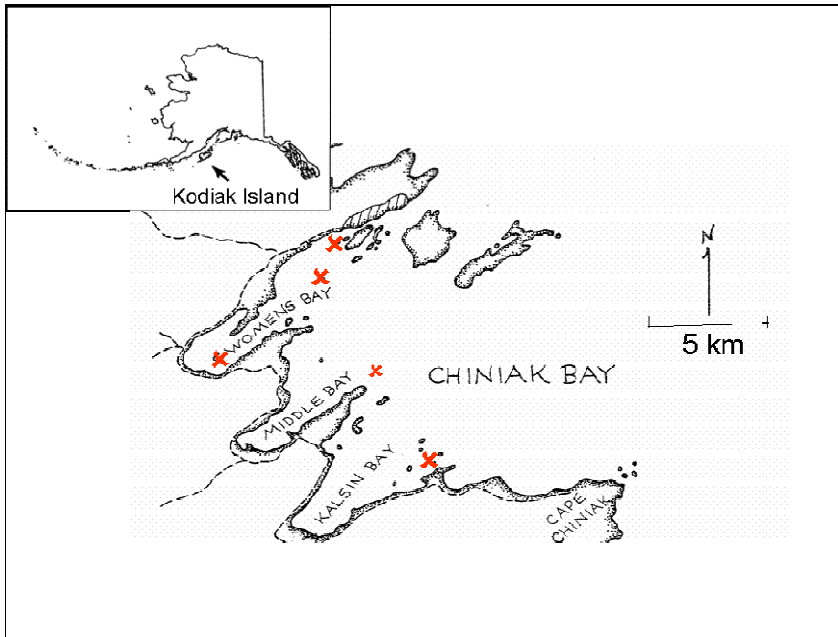 Kodiak Island
N
WOMENS BAY
5 km
CHINIAK BAY
MIDDLE BAY
KALSIN BAY
CAPE
CHINIAK